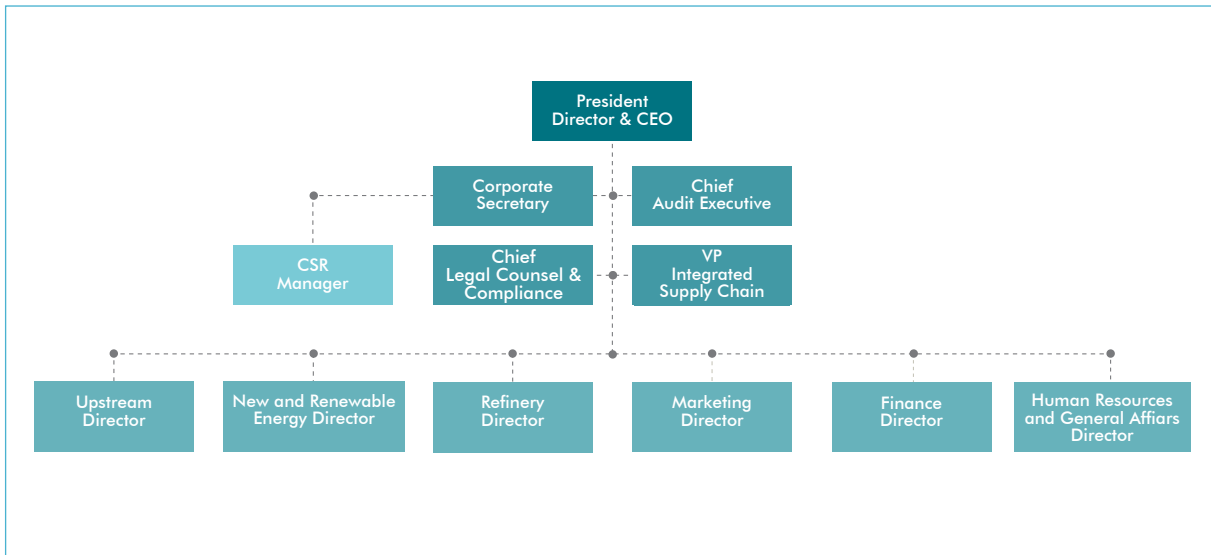 President
Director & CEO
Corporate
Secretary
Chief
Audit Executive
CSR
Manager
Chief
Legal Counsel &
Compliance
VP
Integrated
Supply Chain
Upstream
Director
New and Renewable
Energy Director
Refinery
Director
Marketing
Director
Finance
Director
Human Resources
and General Affiars
Director